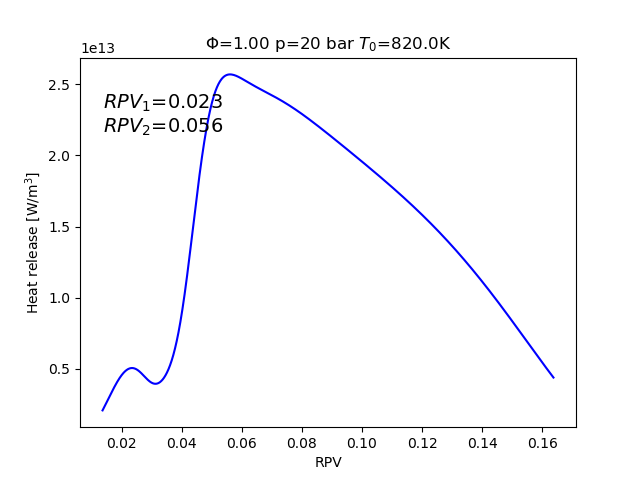 Φ=1.00 p=20 bar T₀=820.0K
1e13
RPV₁=0.023
RPV₂=0.056
Heat release [W/m³]
2.5
2.0
1.5
1.0
0.5
0.02 0.04 0.06 0.08 0.10 0.12 0.14 0.16
RPV